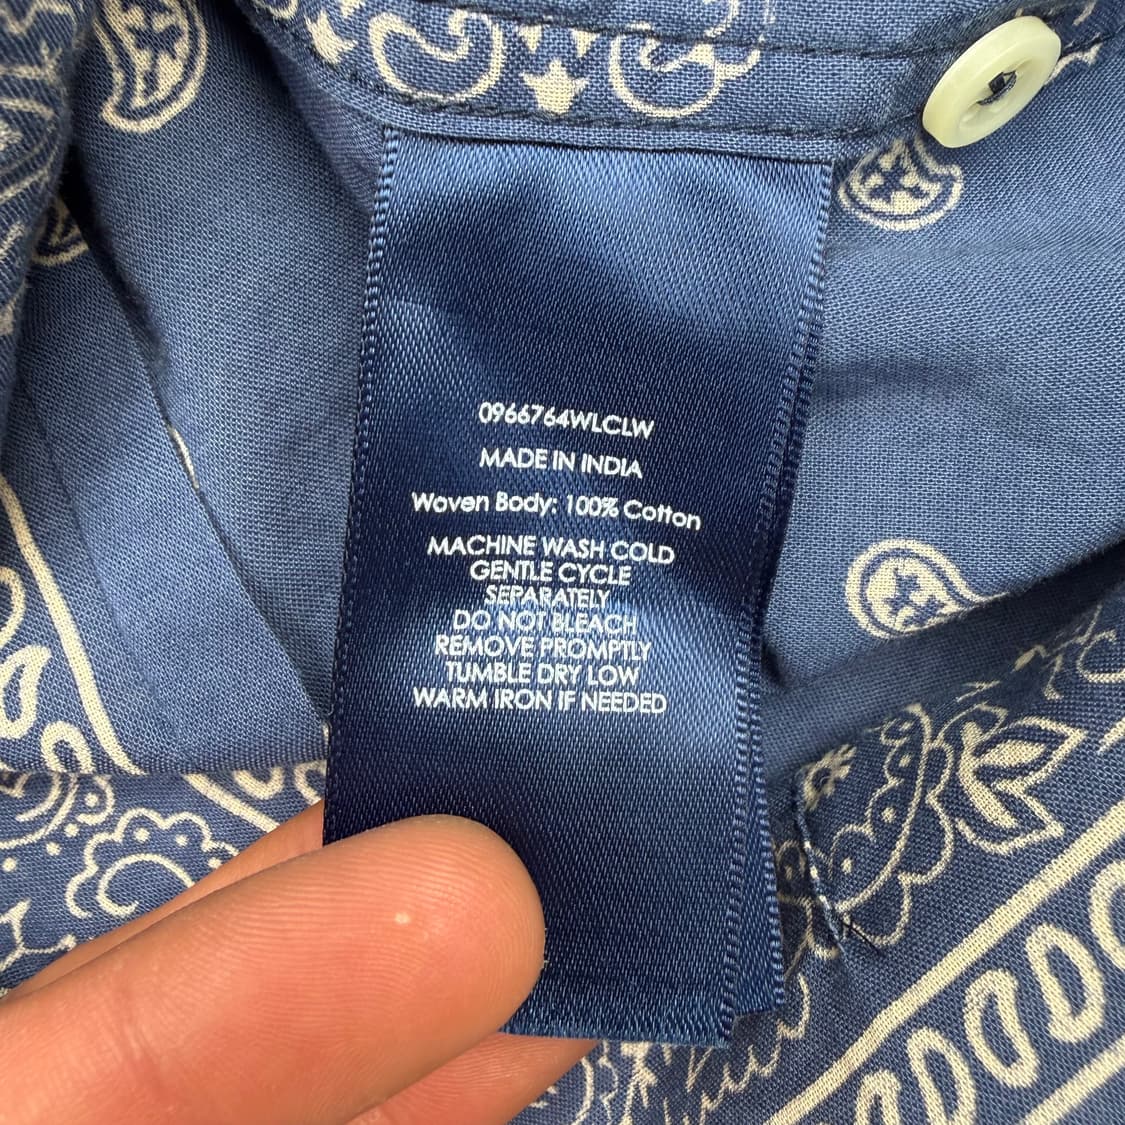 0966764WLCLW
MADE IN INDIA
Woven Body: 100% Cotton
MACHINE WASH COLD
GENTLE CYCLE
SEPARATELY
DO NOT BLEACH
REMOVE PROMPTLY
TUMBLE DRY LOW
WARM IRON IF NEEDED